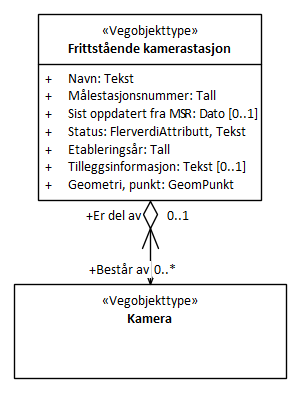 «Vegobjekttype»
Frittstående kamerastasjon
+ Navn: Tekst
+ Målestasjonsnummer: Tall
+ Sist oppdatert fra MSR: Dato [0..1]
+ Status: FlerverdiAttributt, Tekst
+ Etableringsår: Tall
+ Tilleggsinformasjon: Tekst [0..1]
+ Geometri, punkt: GeomPunkt
+Er del av 0..1
+Består av 0..*
«Vegobjekttype»
Kamera